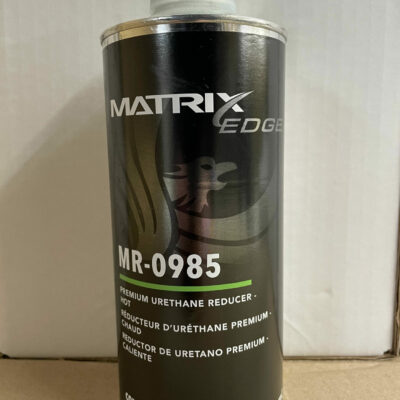 MATRIX
EDGE
MR-0985
PREMIUM URETHANE REDUCER -
HOT
RÉDUCTEUR D'URÉTHANE PREMIUM -
CHAUD
REDUCTOR DE URETANO PREMIUM -
CALIENTE